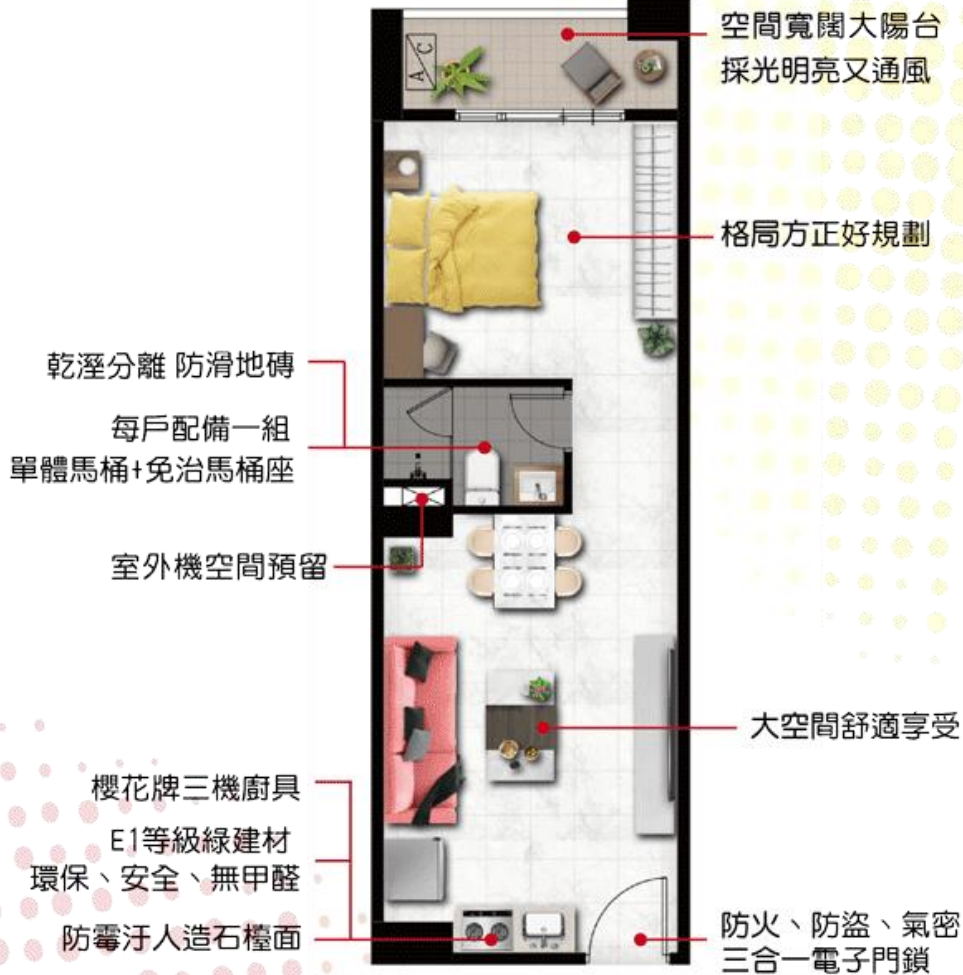 空間寬闊大陽台
採光明亮又通風
A/C
格局方正好規劃
乾溼分離 防滑地磚
每戶配備一組
單體馬桶+免治馬桶座
室外機空間預留
大空間舒適享受
櫻花牌三機廚具
E1等級綠建材
環保、安全、無甲醛
防霉汙人造石檯面
防火、防盜、氣密
三合一電子門鎖